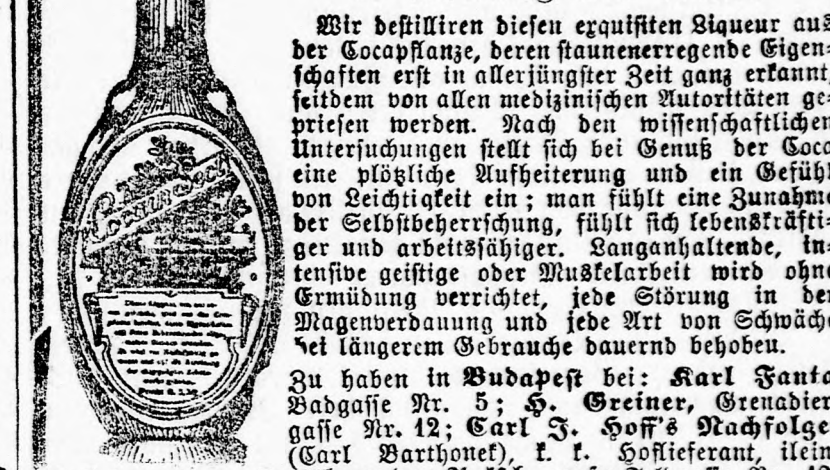 Wir destilliren diesen exquisiten Liqueur aus
der Cocapflanze, deren staunenerregende Eigen-
schaften erst in allerjüngster Zeit ganz erkannt,
seitdem von allen medizinischen Autoritäten ge-
priesen werden. Nach den wissenschaftlichen
Untersuchungen stellt sich bei Genuß der Coca
eine plötzliche Aufheiterung und ein Gefühl
von Leichtigkeit ein; man fühlt eine Zunahme
der Selbstbeherrschung, fühlt sich lebenskräfti-
ger und arbeitsfähiger. Langanhaltende, in-
tensive geistige oder Muskelarbeit wird ohne
Ermüdung verrichtet, jede Störung in der
Magenverdauung und jede Art von Schwäche
bei längerem Gebrauche dauernd behobeu.
Zu haben in Budapest bei: Karl Fanta
Badgasse Nr. 5; H. Greiner, Grenadier
gasse Nr. 12; Carl J. Hoff's Nachfolge
(Carl Barthonek), k. k. Hoflieferant,